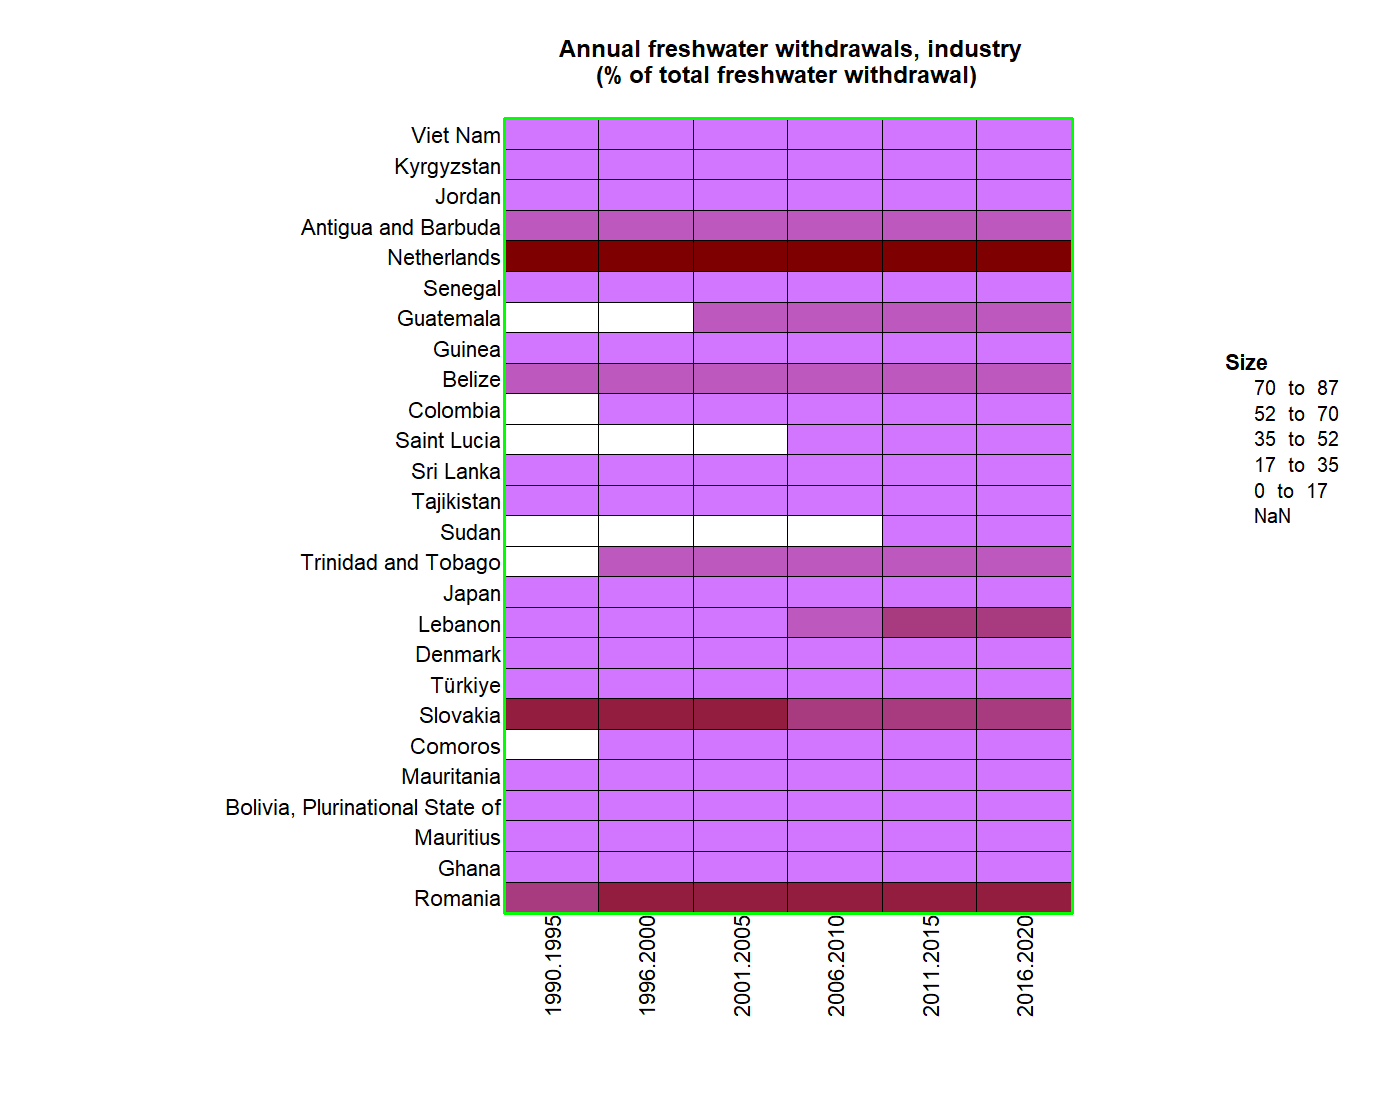 Annual freshwater withdrawals, industry
(% of total freshwater withdrawal)
Viet Nam
Kyrgyzstan
Jordan
Antigua and Barbuda
Netherlands
Senegal
Guatemala
Guinea
Belize
Colombia
Saint Lucia
Sri Lanka
Tajikistan
Sudan
Trinidad and Tobago
Japan
Lebanon
Denmark
Türkiye
Slovakia
Comoros
Mauritania
Bolivia, Plurinational State of
Mauritius
Ghana
Romania
1990.1995
1996.2000
2001.2005
2006.2010
2011.2015
2016.2020
Size
70 to 87
52 to 70
35 to 52
17 to 35
0 to 17
NaN